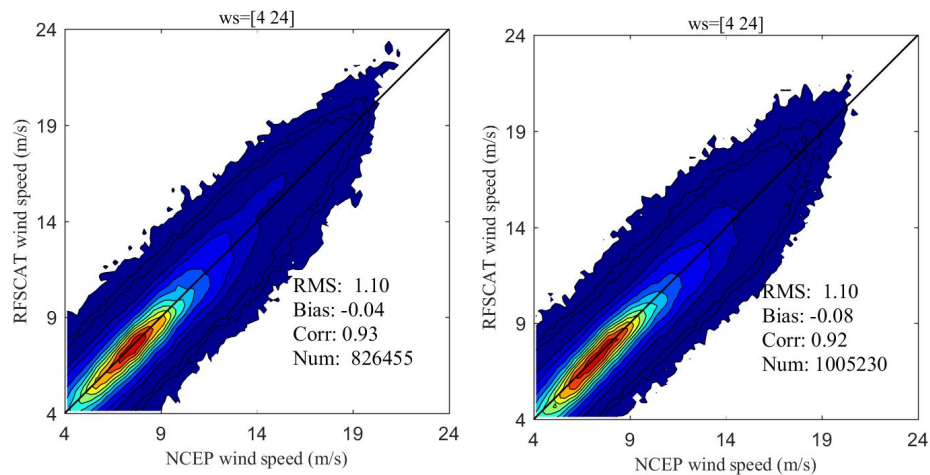 ws=[4 24]
24
19
14
9
4
RFSCAT wind speed (m/s)
RMS: 1.10
Bias: -0.04
Corr: 0.93
Num: 826455
4 9 14 19 24
NCEP wind speed (m/s)
ws=[4 24]
24
19
14
9
4
RFSCAT wind speed (m/s)
RMS: 1.10
Bias: -0.08
Corr: 0.92
Num: 1005230
4 9 14 19 24
NCEP wind speed (m/s)